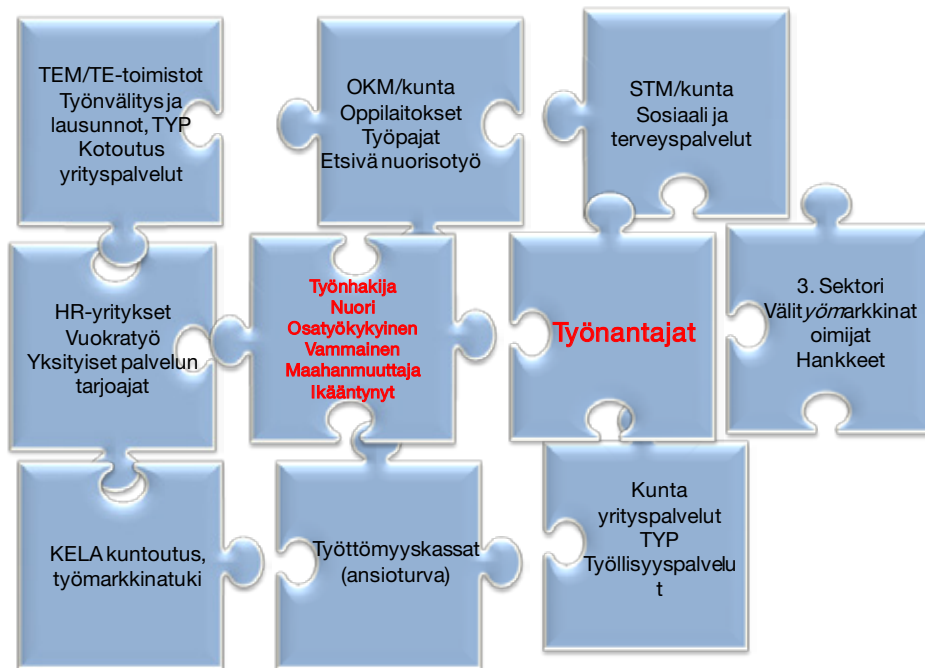 TEM/TE-toimistot
Työnvälitys ja
lausunnot, TYP
Kotoutus
yrityspalvelut
OKM/kunta
Oppilaitokset
Työpajat
Etsivä nuorisotyö
STM/kunta
Sosiaali ja
terveyspalvelut
HR-yritykset
Vuokratyö
Yksityiset palvelun
tarjoajat
Työnhakija
Nuori
Osatyökykyinen
Vammainen
Maahanmuuttaja
Ikääntynyt
Työnantajat
3. Sektori
Välityömarkkinat
oimijat
Hankkeet
KELA kuntoutus,
työmarkkinatuki
Työttömyyskassat
(ansioturva)
Kunta
yrityspalvelut
TYP
Työllisyyspalvelu
t